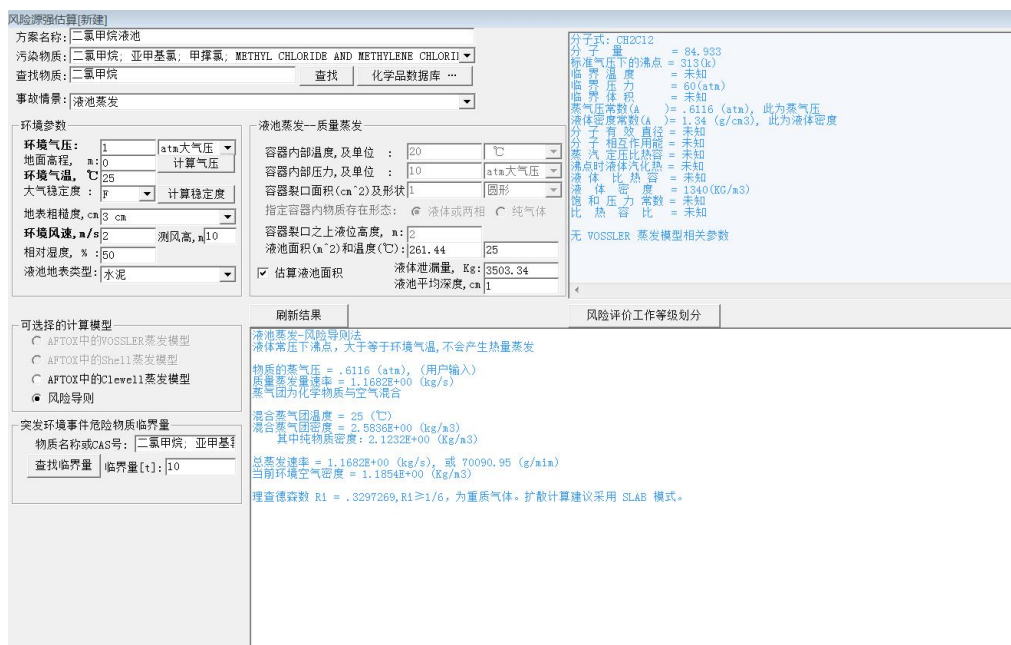 风险源强估算[新建]
方案名称: 二氯甲烷液池
污染物质: 二氯甲烷; 亚甲基氯; 甲撑氯; METHYL CHLORIDE AND METHYLENE CHLORI
查找物质: 二氯甲烷 查找 化学品数据库 …
事故情景: 液池蒸发
环境参数
环境气压: 1 atm大气压
地面高程, m: 0 计算气压
环境气温, ℃ 25
大气稳定度 : F 计算稳定度
地表粗糙度,cm 3 cm
环境风速,m/s 2 测风高,m 10
相对湿度, % : 50
液池地表类型: 水泥
液池蒸发--质量蒸发
容器内部温度,及单位 : 20 ℃
容器内部压力,及单位 : 10 atm大气压
容器裂口面积(cm^2)及形状 1 圆形
指定容器内物质存在形态: 液体或两相 纯气体
容器裂口之上液位高度, m: 2
液池面积(m^2)和温度(℃): 261.44 25
估算液池面积 液体泄漏量, Kg: 3503.34
液池平均深度,cm 1
分子式: CH2Cl2
分 子 量 = 84.933
标准气压下的沸点 = 313(k)
临 界 温 度 = 未知
临 界 压 力 = 60(atm)
临 界 体 积 = 未知
蒸气压常数(A )= .6116 (atm), 此为蒸气压
液体密度常数(A )= 1.34 (g/cm3), 此为液体密度
分 子 有 效 直径 = 未知
分 子 相互作用能 = 未知
蒸 汽 定压比热容 = 未知
沸点时液体汽化热 = 未知
液 体 比 热 容 = 未知
液 体 密 度 = 1340(KG/m3)
饱 和 压 力 常数 = 未知
比 热 容 比 = 未知
无 VOSSLER 蒸发模型相关参数
刷新结果
风险评价工作等级划分
可选择的计算模型
AFTOX中的VOSSLER蒸发模型
AFTOX中的Shell蒸发模型
AFTOX中的Clewell蒸发模型
风险导则
突发环境事件危险物质临界量
物质名称或CAS号: 二氯甲烷; 亚甲基
查找临界量 临界量[t]: 10
液池蒸发-风险导则法
液体常压下沸点, 大于等于环境气温,不会产生热量蒸发
物质的蒸气压 = .6116 (atm), (用户输入)
质量蒸发量速率 = 1.1682E+00 (kg/s)
蒸气团为化学物质与空气混合
混合蒸气团温度 = 25 (℃)
混合蒸气团密度 = 2.5836E+00 (kg/m3)
其中纯物质密度: 2.1232E+00 (Kg/m3)
总蒸发速率 = 1.1682E+00 (kg/s), 或 70090.95 (g/mim)
当前环境空气密度 = 1.1854E+00 (Kg/m3)
理查德森数 Ri = .3297269,Ri≥1/6, 为重质气体。扩散计算建议采用 SLAB 模式。